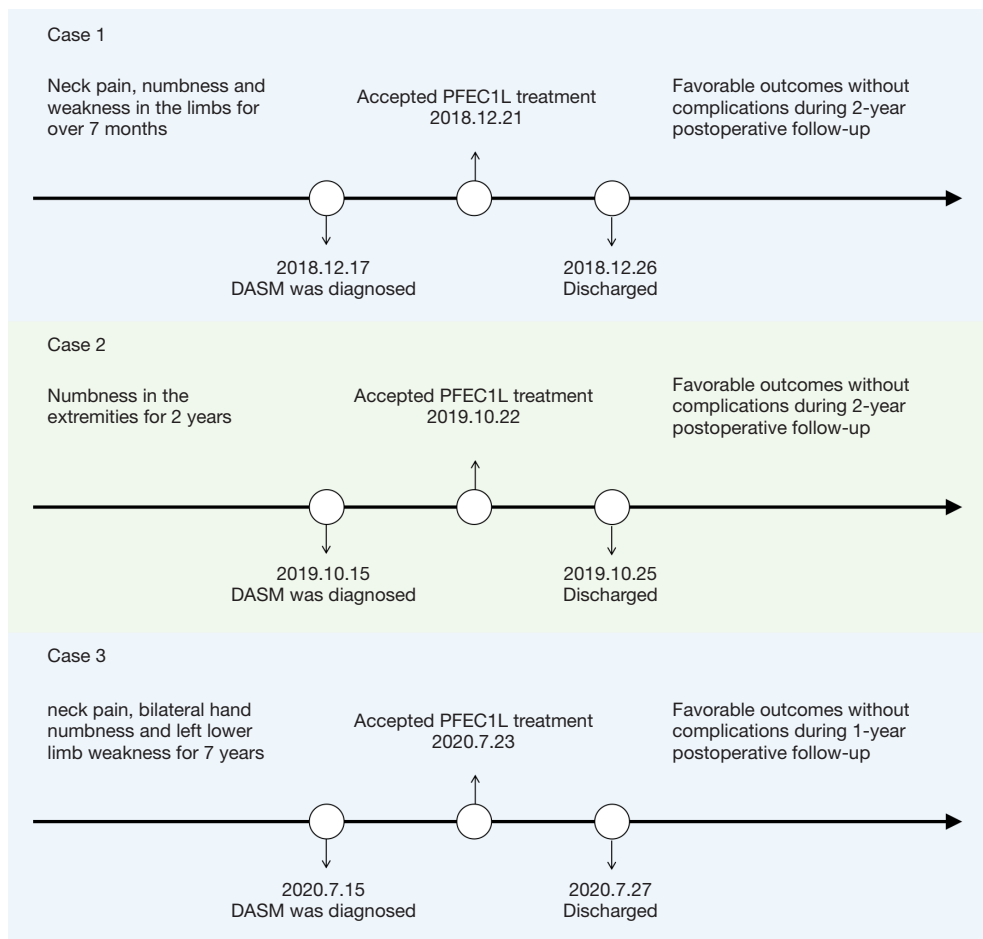 Case 1
Neck pain, numbness and
weakness in the limbs for
over 7 months
Accepted PFEC1L treatment
2018.12.21
Favorable outcomes without
complications during 2-year
postoperative follow-up
2018.12.17
DASM was diagnosed
2018.12.26
Discharged
Case 2
Numbness in the
extremities for 2 years
Accepted PFEC1L treatment
2019.10.22
Favorable outcomes without
complications during 2-year
postoperative follow-up
2019.10.15
DASM was diagnosed
2019.10.25
Discharged
Case 3
neck pain, bilateral hand
numbness and left lower
limb weakness for 7 years
Accepted PFEC1L treatment
2020.7.23
Favorable outcomes without
complications during 1-year
postoperative follow-up
2020.7.15
DASM was diagnosed
2020.7.27
Discharged